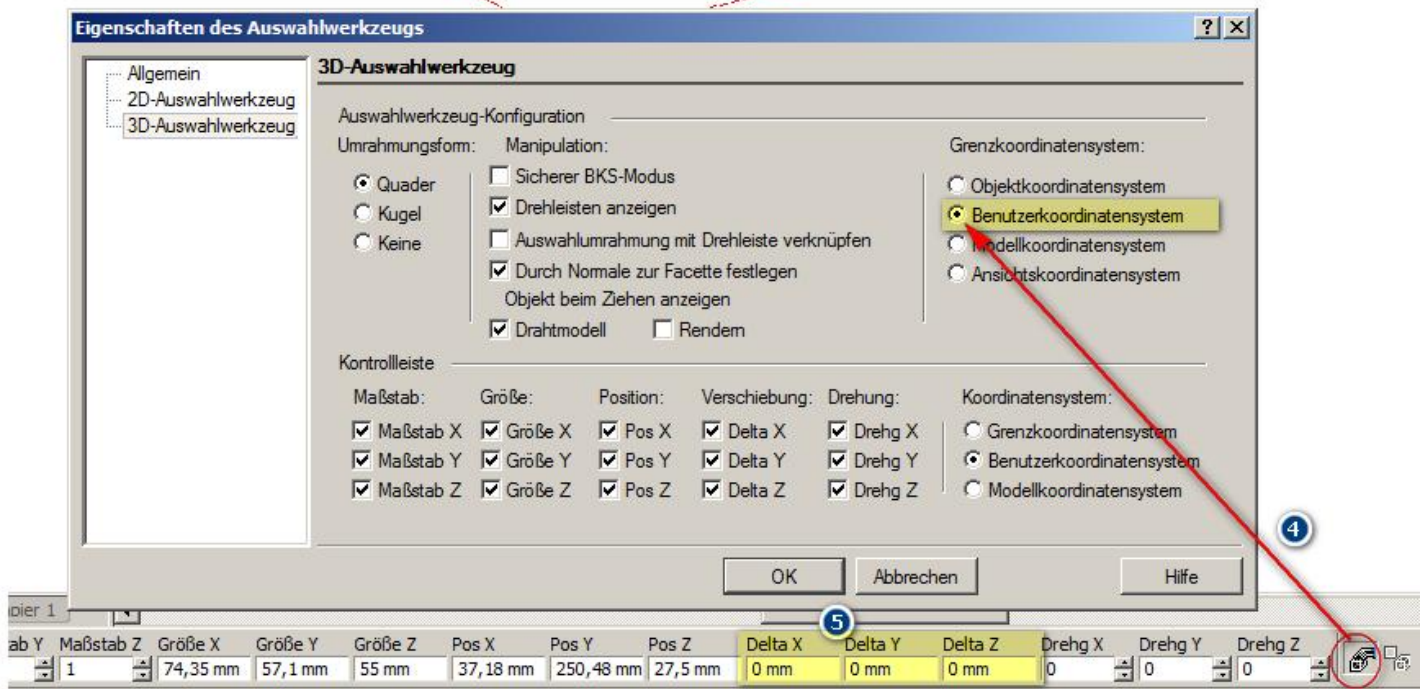 Eigenschaften des Auswahlwerkzeugs
Allgemein
2D-Auswahlwerkzeug
3D-Auswahlwerkzeug
3D-Auswahlwerkzeug
Auswahlwerkzeug-Konfiguration
Umrahmungsform:
Quader
Kugel
Keine
Manipulation:
Sicherer BKS-Modus
Drehleisten anzeigen
Auswahlumrahmung mit Drehleiste verknüpfen
Durch Normale zur Facette festlegen
Objekt beim Ziehen anzeigen
Drahtmodell Rendern
Grenzkoordinatensystem:
Objektkoordinatensystem
Benutzerkoordinatensystem
Modellkoordinatensystem
Ansichtskoordinatensystem
Kontrollleiste
Maßstab: Größe: Position: Verschiebung: Drehung: Koordinatensystem:
Maßstab X Größe X Pos X Delta X Drehg X Grenzkoordinatensystem
Maßstab Y Größe Y Pos Y Delta Y Drehg Y Benutzerkoordinatensystem
Maßstab Z Größe Z Pos Z Delta Z Drehg Z Modellkoordinatensystem
4
OK Abbrechen Hilfe
pier 1
5
ab Y Maßstab Z Größe X Größe Y Größe Z Pos X Pos Y Pos Z Delta X Delta Y Delta Z Drehg X Drehg Y Drehg Z
1 74,35 mm 57,1 mm 55 mm 37,18 mm 250,48 mm 27,5 mm 0 mm 0 mm 0 mm 0 0 0